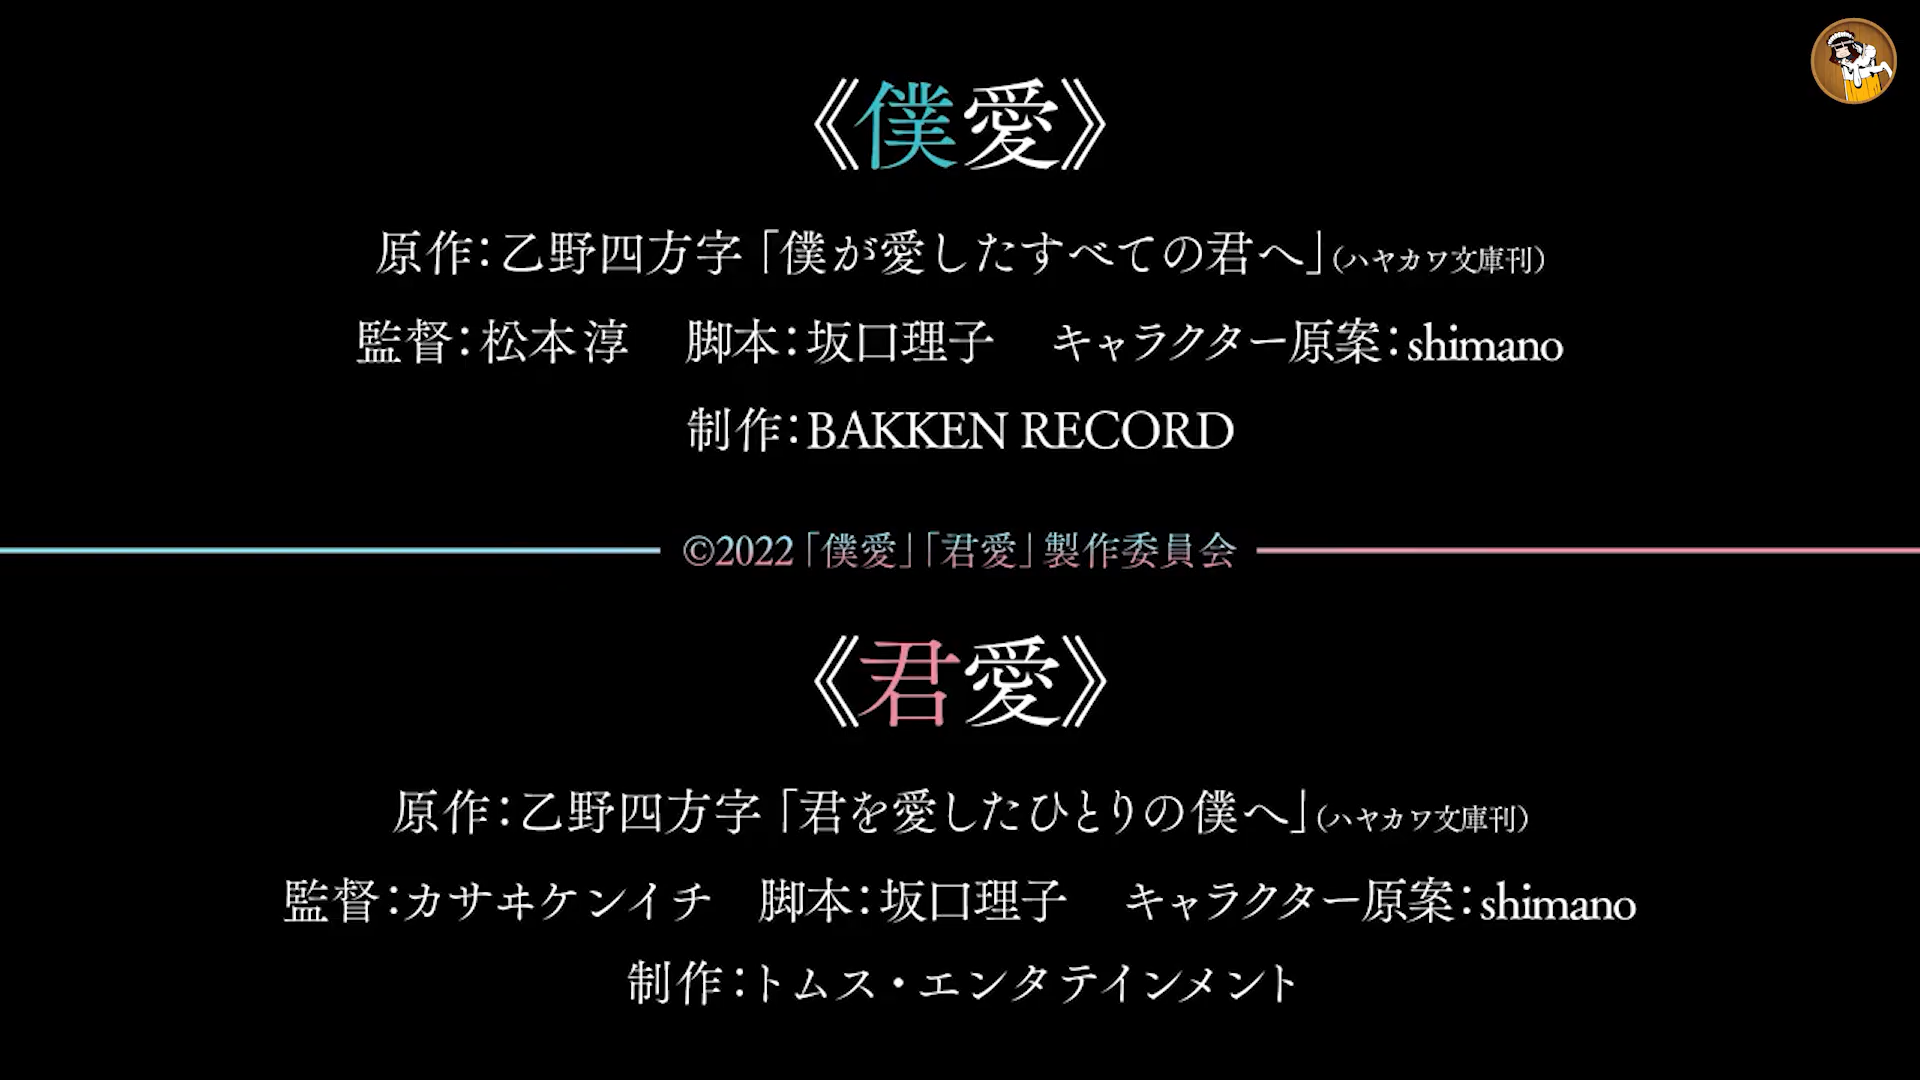 《僕愛》
原作：乙野四方字「僕が愛したすべての君へ」（ハヤカワ文庫刊）
監督：松本淳　脚本：坂口理子　キャラクター原案：shimano
制作：BAKKEN RECORD
©2022「僕愛」「君愛」製作委員会
《君愛》
原作：乙野四方字「君を愛したひとりの僕へ」（ハヤカワ文庫刊）
監督：カサヰケンイチ　脚本：坂口理子　キャラクター原案：shimano
制作：トムス・エンタテインメント